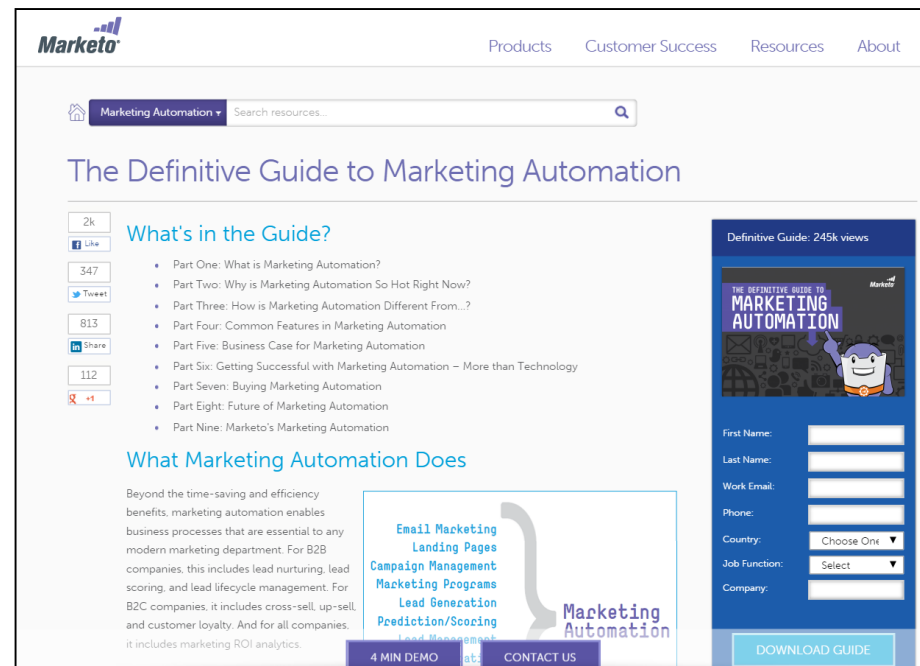 Marketo
Products Customer Success Resources About
Marketing Automation Search resources...
The Definitive Guide to Marketing Automation
2k
Like
347
Tweet
813
Share
112
+1
What's in the Guide?
Part One: What is Marketing Automation?
Part Two: Why is Marketing Automation So Hot Right Now?
Part Three: How is Marketing Automation Different From...?
Part Four: Common Features in Marketing Automation
Part Five: Business Case for Marketing Automation
Part Six: Getting Successful with Marketing Automation – More than Technology
Part Seven: Buying Marketing Automation
Part Eight: Future of Marketing Automation
Part Nine: Marketo's Marketing Automation
What Marketing Automation Does
Beyond the time-saving and efficiency
benefits, marketing automation enables
business processes that are essential to any
modern marketing department. For B2B
companies, this includes lead nurturing, lead
scoring, and lead lifecycle management. For
B2C companies, it includes cross-sell, up-sell,
and customer loyalty. And for all companies,
it includes marketing ROI analytics.
Email Marketing
Landing Pages
Campaign Management
Marketing Programs
Lead Generation
Prediction/Scoring
Lead Management
Marketing
Automation
4 MIN DEMO
CONTACT US
Definitive Guide: 245k views
Marketo
THE DEFINITIVE GUIDE TO
MARKETING
AUTOMATION
First Name:
Last Name:
Work Email:
Phone:
Country: Choose One
Job Function: Select
Company:
DOWNLOAD GUIDE